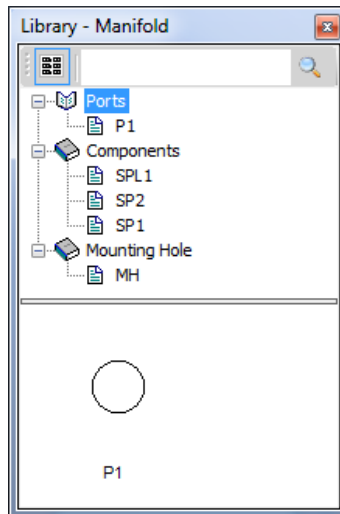 Library - Manifold
Ports
P1
Components
SPL1
SP2
SP1
Mounting Hole
MH
P1